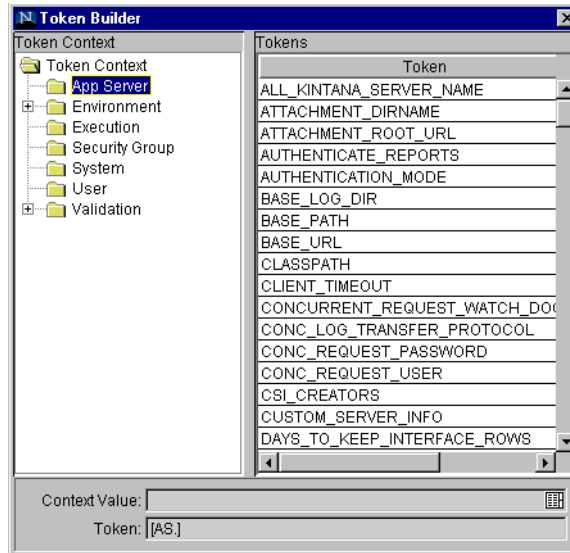 Token Builder
Token Context
Token Context
App Server
Environment
Execution
Security Group
System
User
Validation
Tokens
Token
ALL_KINTANA_SERVER_NAME
ATTACHMENT_DIRNAME
ATTACHMENT_ROOT_URL
AUTHENTICATE_REPORTS
AUTHENTICATION_MODE
BASE_LOG_DIR
BASE_PATH
BASE_URL
CLASSPATH
CLIENT_TIMEOUT
CONCURRENT_REQUEST_WATCH_DO
CONC_LOG_TRANSFER_PROTOCOL
CONC_REQUEST_PASSWORD
CONC_REQUEST_USER
CSI_CREATORS
CUSTOM_SERVER_INFO
DAYS_TO_KEEP_INTERFACE_ROWS
Context Value:
Token: [AS.]